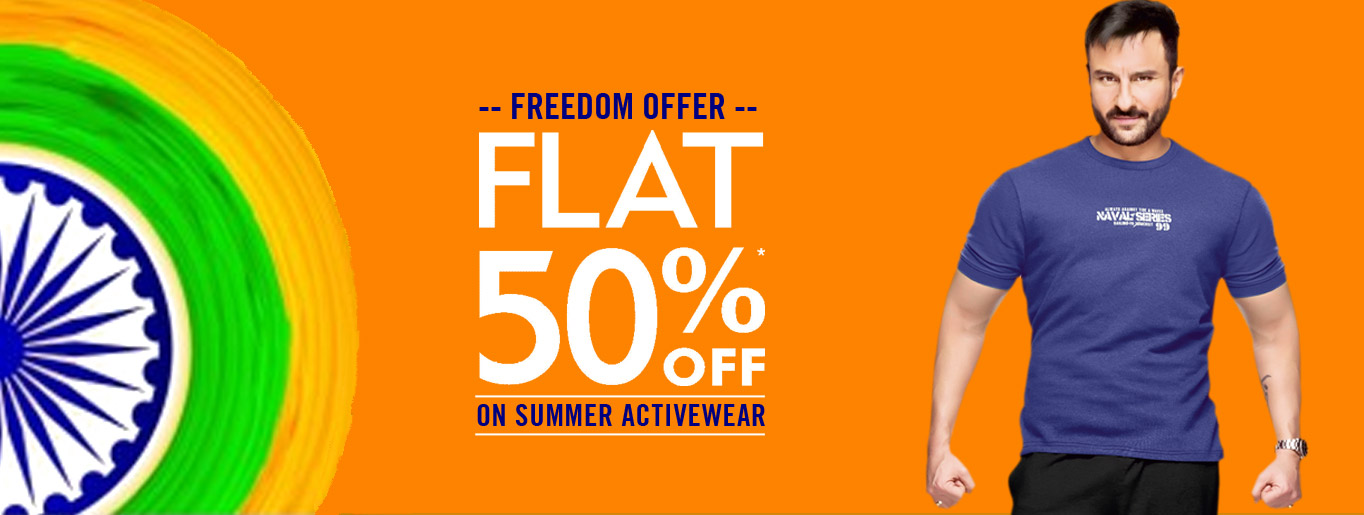 -- FREEDOM OFFER --
FLAT
50%*
OFF
ON SUMMER ACTIVEWEAR
NAVAL-SERIES
99